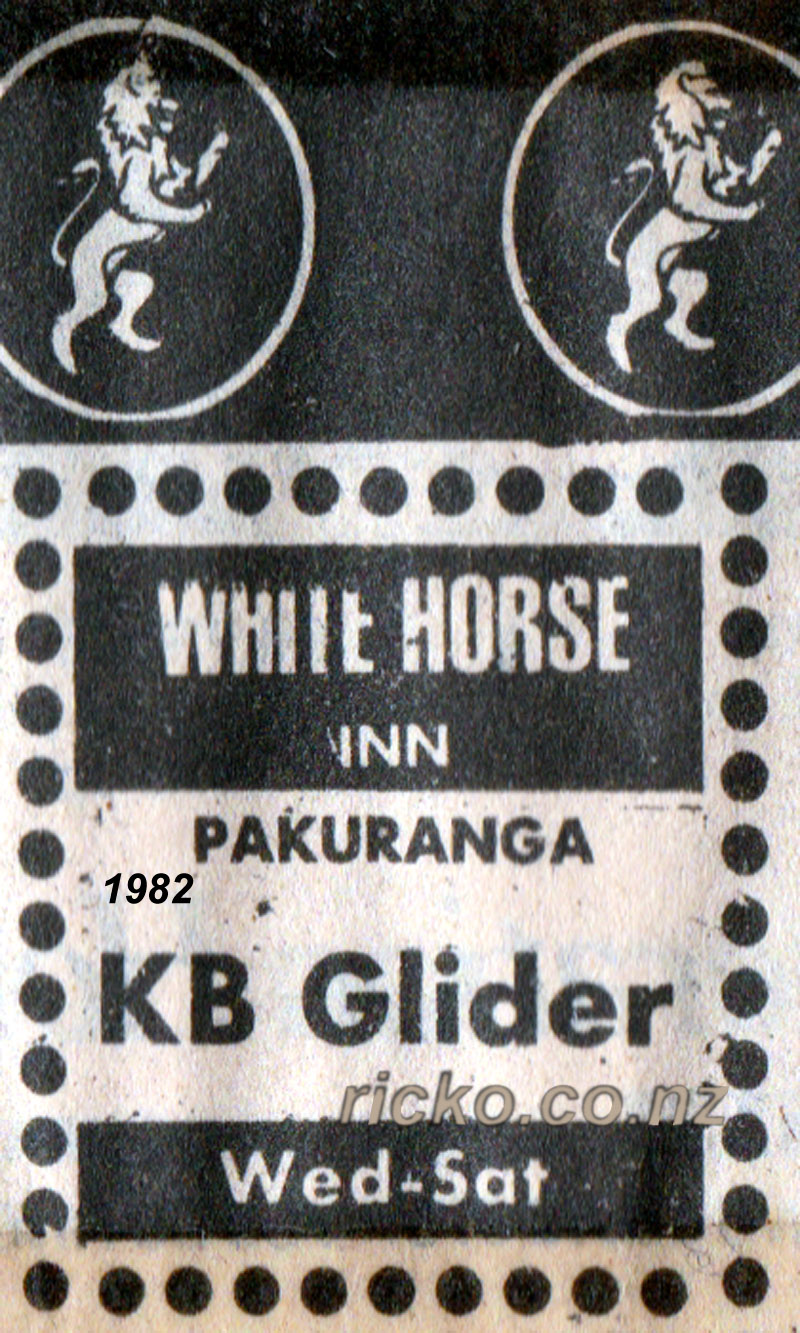 WHITE HORSE
INN
PAKURANGA
1982
KB Glider
ricko.co.nz
Wed-Sat